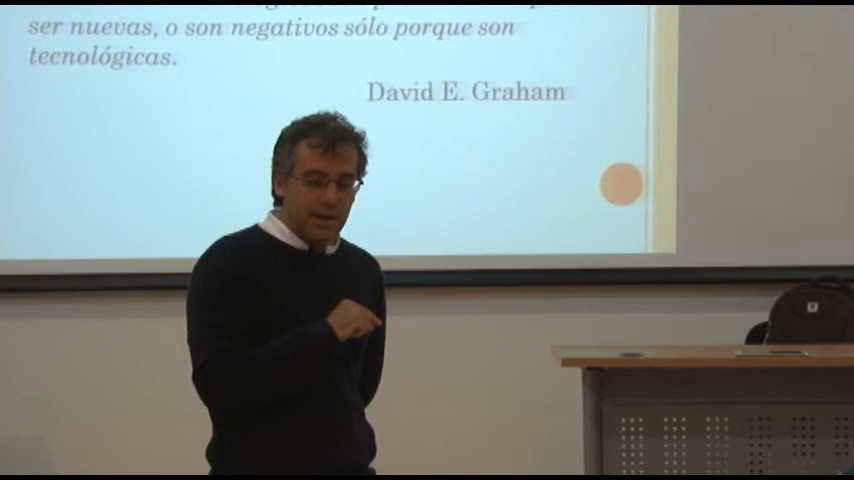 ser nuevas, o son negativos sólo porque son
tecnológicas.
David E. Graham